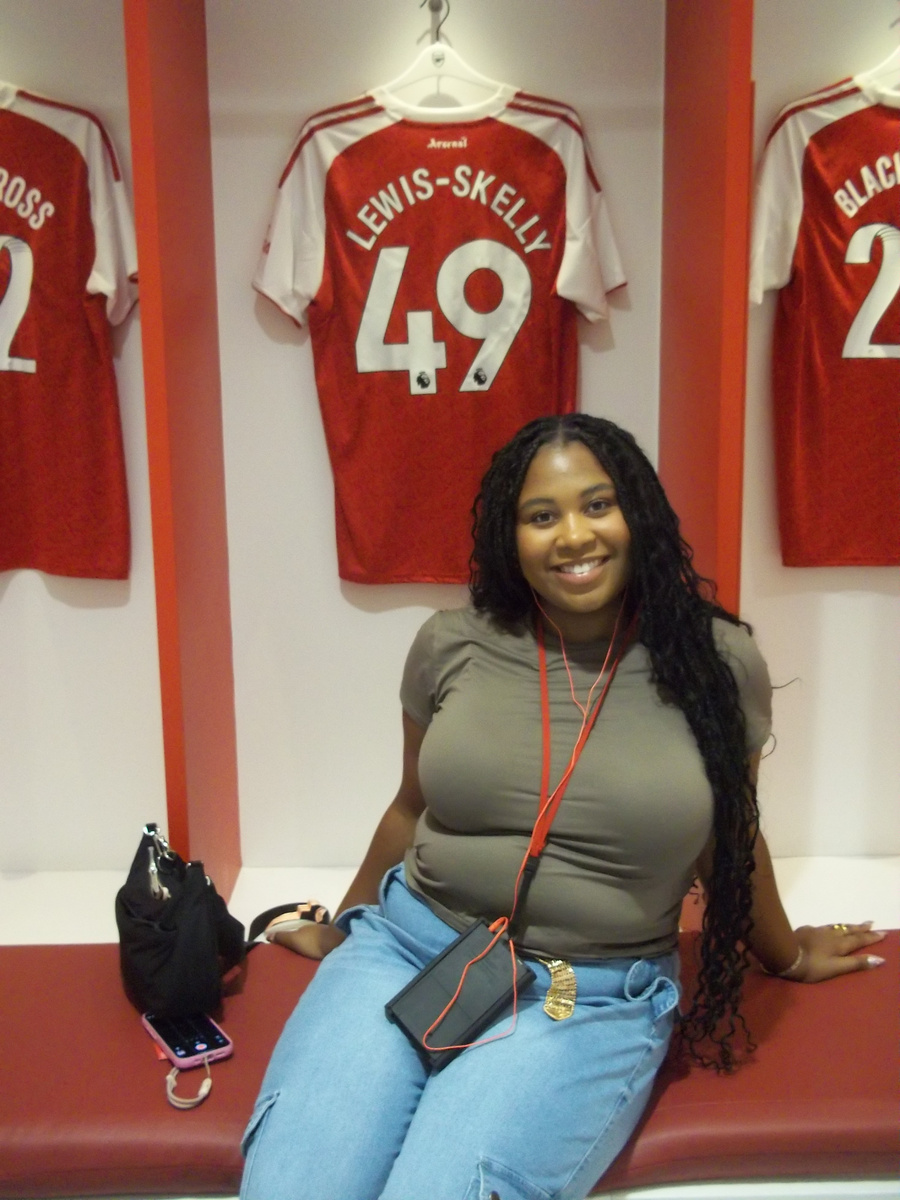 ROSS
2
Arsenal
LEWIS-SKELLY
49
BLAC
2